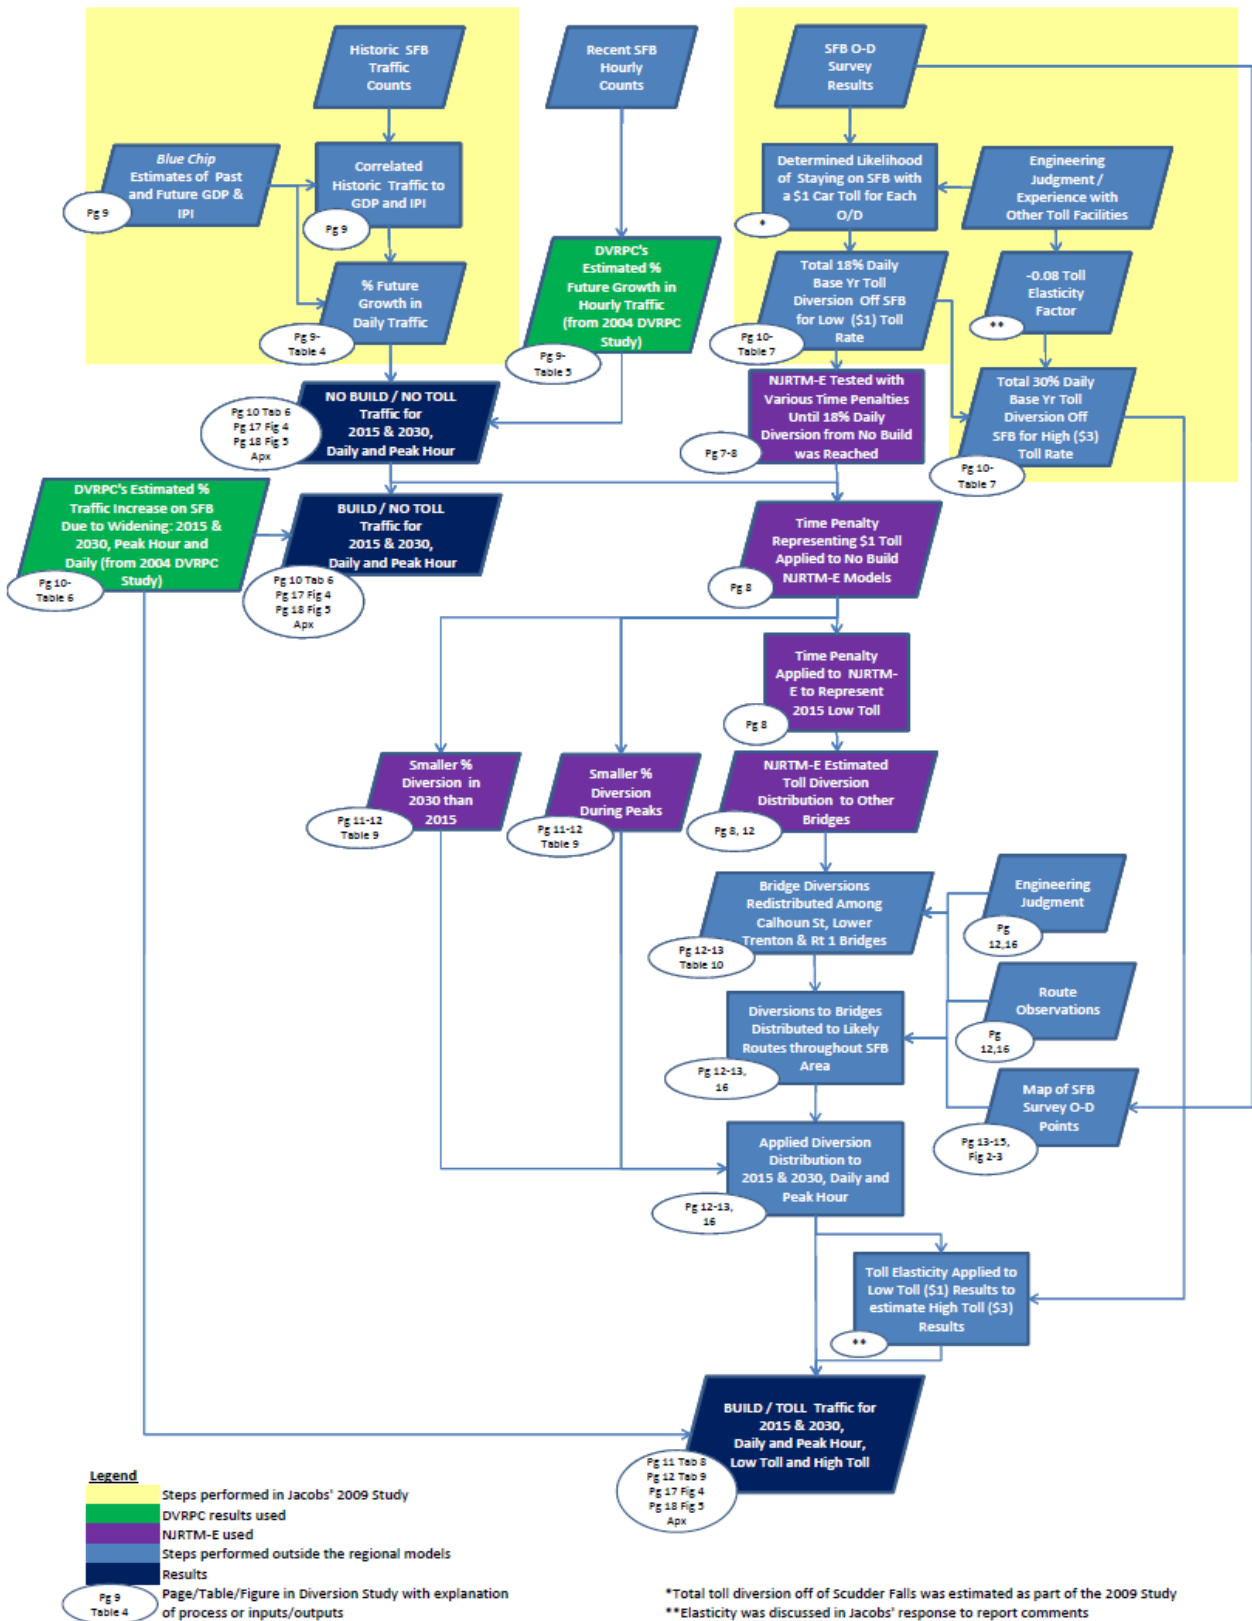 Historic SFB
Traffic
Counts
Recent SFB
Hourly
Counts
SFB O-D
Survey
Results
Blue Chip
Estimates of Past
and Future GDP &
IPI
Pg 9
Correlated
Historic Traffic to
GDP and IPI
Pg 9
Determined Likelihood
of Staying on SFB with
a $1 Car Toll for Each
O/D
*
Engineering
Judgment /
Experience with
Other Toll Facilities
% Future
Growth in
Daily Traffic
Pg 9-
Table 4
DVRPC's
Estimated %
Future Growth in
Hourly Traffic
(from 2004 DVRPC
Study)
Pg 9-
Table 5
Total 18% Daily
Base Yr Toll
Diversion Off SFB
for Low ($1) Toll
Rate
Pg 10-
Table 7
-0.08 Toll
Elasticity
Factor
**
NO BUILD / NO TOLL
Traffic for
2015 & 2030,
Daily and Peak Hour
Pg 10 Tab 6
Pg 17 Fig 4
Pg 18 Fig 5
Apx
NJRTM-E Tested with
Various Time Penalties
Until 18% Daily
Diversion from No Build
was Reached
Pg 7-8
Total 30% Daily
Base Yr Toll
Diversion Off
SFB for High ($3)
Toll Rate
Pg 10-
Table 7
DVRPC's Estimated %
Traffic Increase on SFB
Due to Widening: 2015 &
2030, Peak Hour and
Daily (from 2004 DVRPC
Study)
Pg 10-
Table 6
BUILD / NO TOLL
Traffic for
2015 & 2030,
Daily and Peak Hour
Pg 10 Tab 6
Pg 17 Fig 4
Pg 18 Fig 5
Apx
Time Penalty
Representing $1 Toll
Applied to No Build
NJRTM-E Models
Pg 8
Time Penalty
Applied to NJRTM-
E to Represent
2015 Low Toll
Pg 8
Smaller %
Diversion in
2030 than
2015
Pg 11-12
Table 9
Smaller %
Diversion
During Peaks
Pg 11-12
Table 9
NJRTM-E Estimated
Toll Diversion
Distribution to Other
Bridges
Pg 8, 12
Bridge Diversions
Redistributed Among
Calhoun St, Lower
Trenton & Rt 1 Bridges
Pg 12-13
Table 10
Engineering
Judgment
Pg
12,16
Diversions to Bridges
Distributed to Likely
Routes throughout SFB
Area
Pg 12-13,
16
Route
Observations
Pg
12,16
Map of SFB
Survey O-D
Points
Pg 13-15,
Fig 2-3
Applied Diversion
Distribution to
2015 & 2030, Daily and
Peak Hour
Pg 12-13,
16
Toll Elasticity Applied to
Low Toll ($1) Results to
estimate High Toll ($3)
Results
**
BUILD / TOLL Traffic for
2015 & 2030,
Daily and Peak Hour,
Low Toll and High Toll
Pg 11 Tab 8
Pg 12 Tab 9
Pg 17 Fig 4
Pg 18 Fig 5
Apx
Legend
Steps performed in Jacobs' 2009 Study
DVRPC results used
NJRTM-E used
Steps performed outside the regional models
Results
Pg 9
Table 4
Page/Table/Figure in Diversion Study with explanation
of process or inputs/outputs
*Total toll diversion off of Scudder Falls was estimated as part of the 2009 Study
**Elasticity was discussed in Jacobs' response to report comments